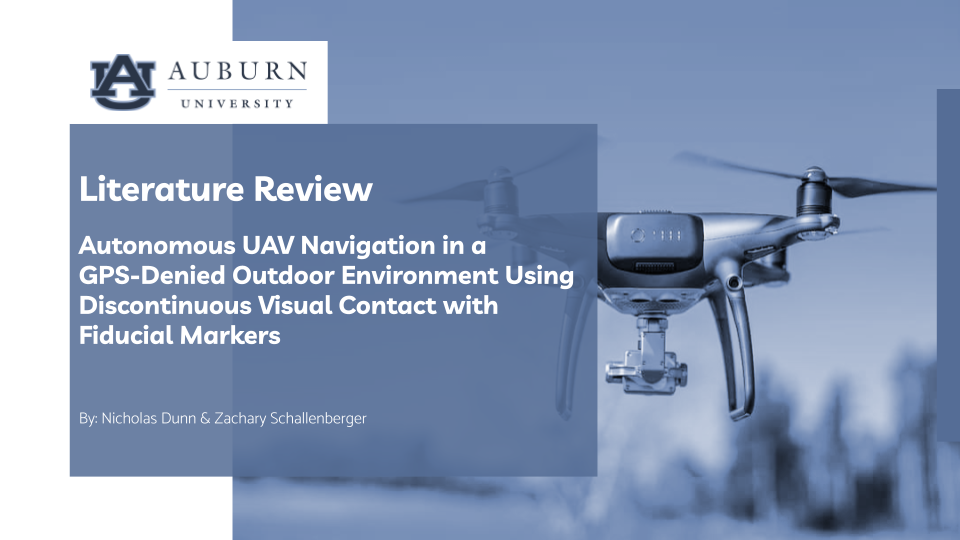 AUBURN
UNIVERSITY
Literature Review
Autonomous UAV Navigation in a
GPS-Denied Outdoor Environment Using
Discontinuous Visual Contact with
Fiducial Markers
By: Nicholas Dunn & Zachary Schallenberger